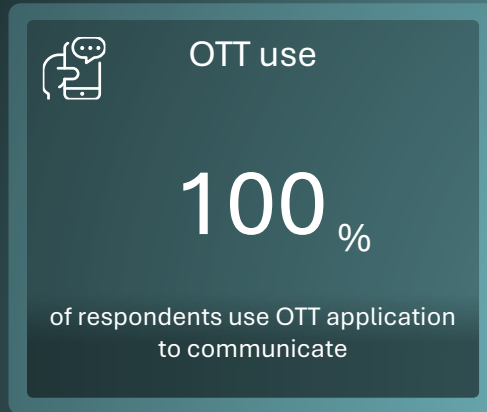 OTT use
100 %
of respondents use OTT application
to communicate